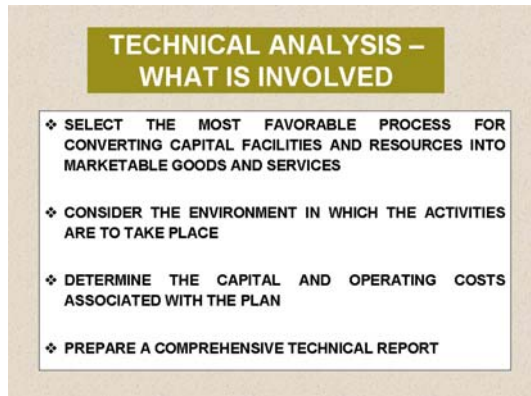 TECHNICAL ANALYSIS –
WHAT IS INVOLVED
❖ SELECT THE MOST FAVORABLE PROCESS FOR
CONVERTING CAPITAL FACILITIES AND RESOURCES INTO
MARKETABLE GOODS AND SERVICES
❖ CONSIDER THE ENVIRONMENT IN WHICH THE ACTIVITIES
ARE TO TAKE PLACE
❖ DETERMINE THE CAPITAL AND OPERATING COSTS
ASSOCIATED WITH THE PLAN
❖ PREPARE A COMPREHENSIVE TECHNICAL REPORT